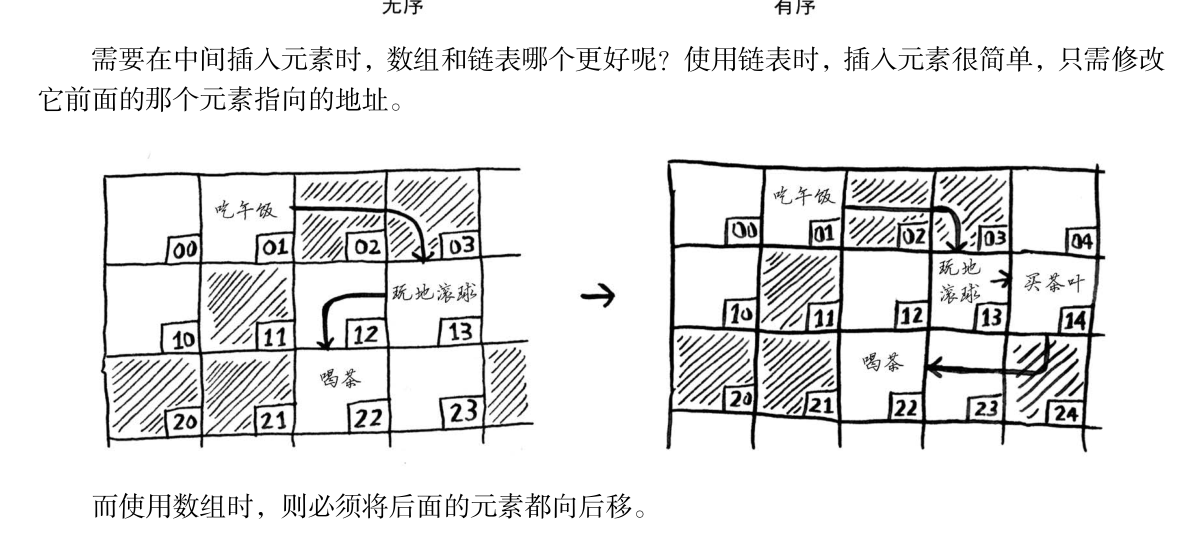 无序 有序
需要在中间插入元素时，数组和链表哪个更好呢？使用链表时，插入元素很简单，只需修改
它前面的那个元素指向的地址。
吃午饭
00 01 02 03
玩地滚球
10 11 12 13
喝茶
20 21 22 23
吃午饭
00 01 02 03 04
玩地
滚球 买茶叶
10 11 12 13 14
喝茶
20 21 22 23 24
而使用数组时，则必须将后面的元素都向后移。